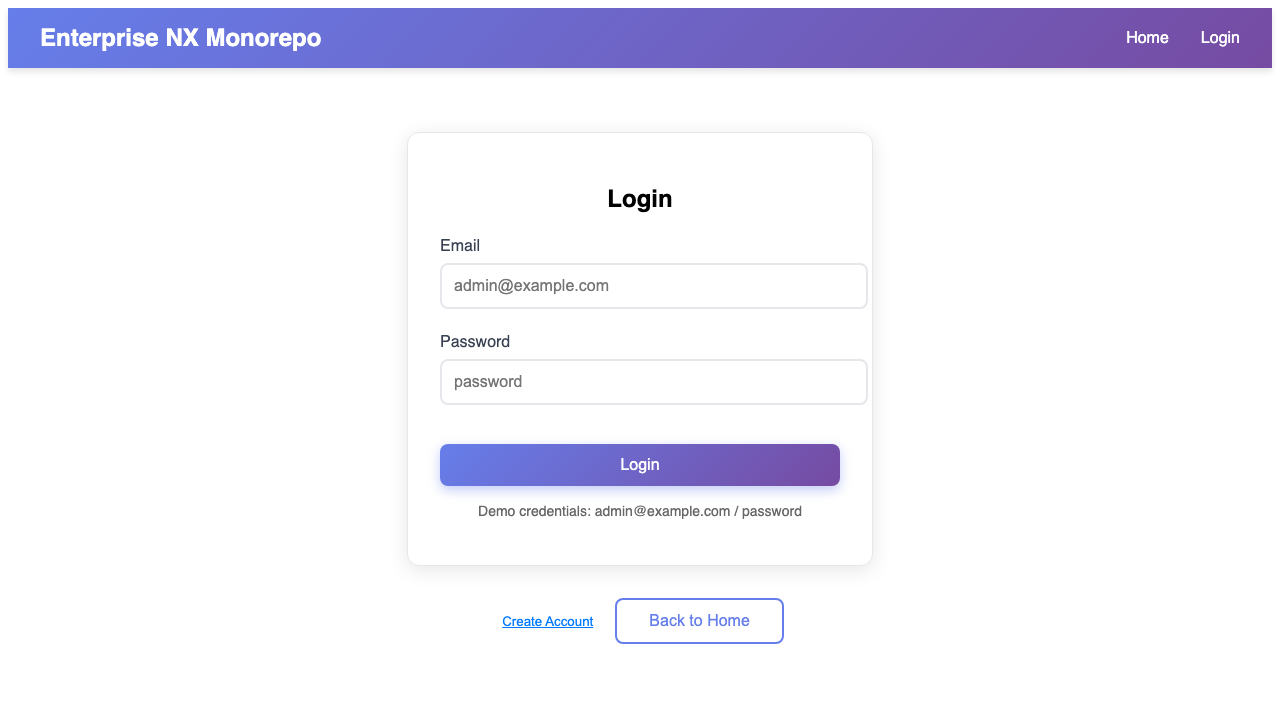 Enterprise NX Monorepo
Home
Login
Login
Email
admin@example.com
Password
password
Login
Demo credentials: admin@example.com / password
Create Account
Back to Home